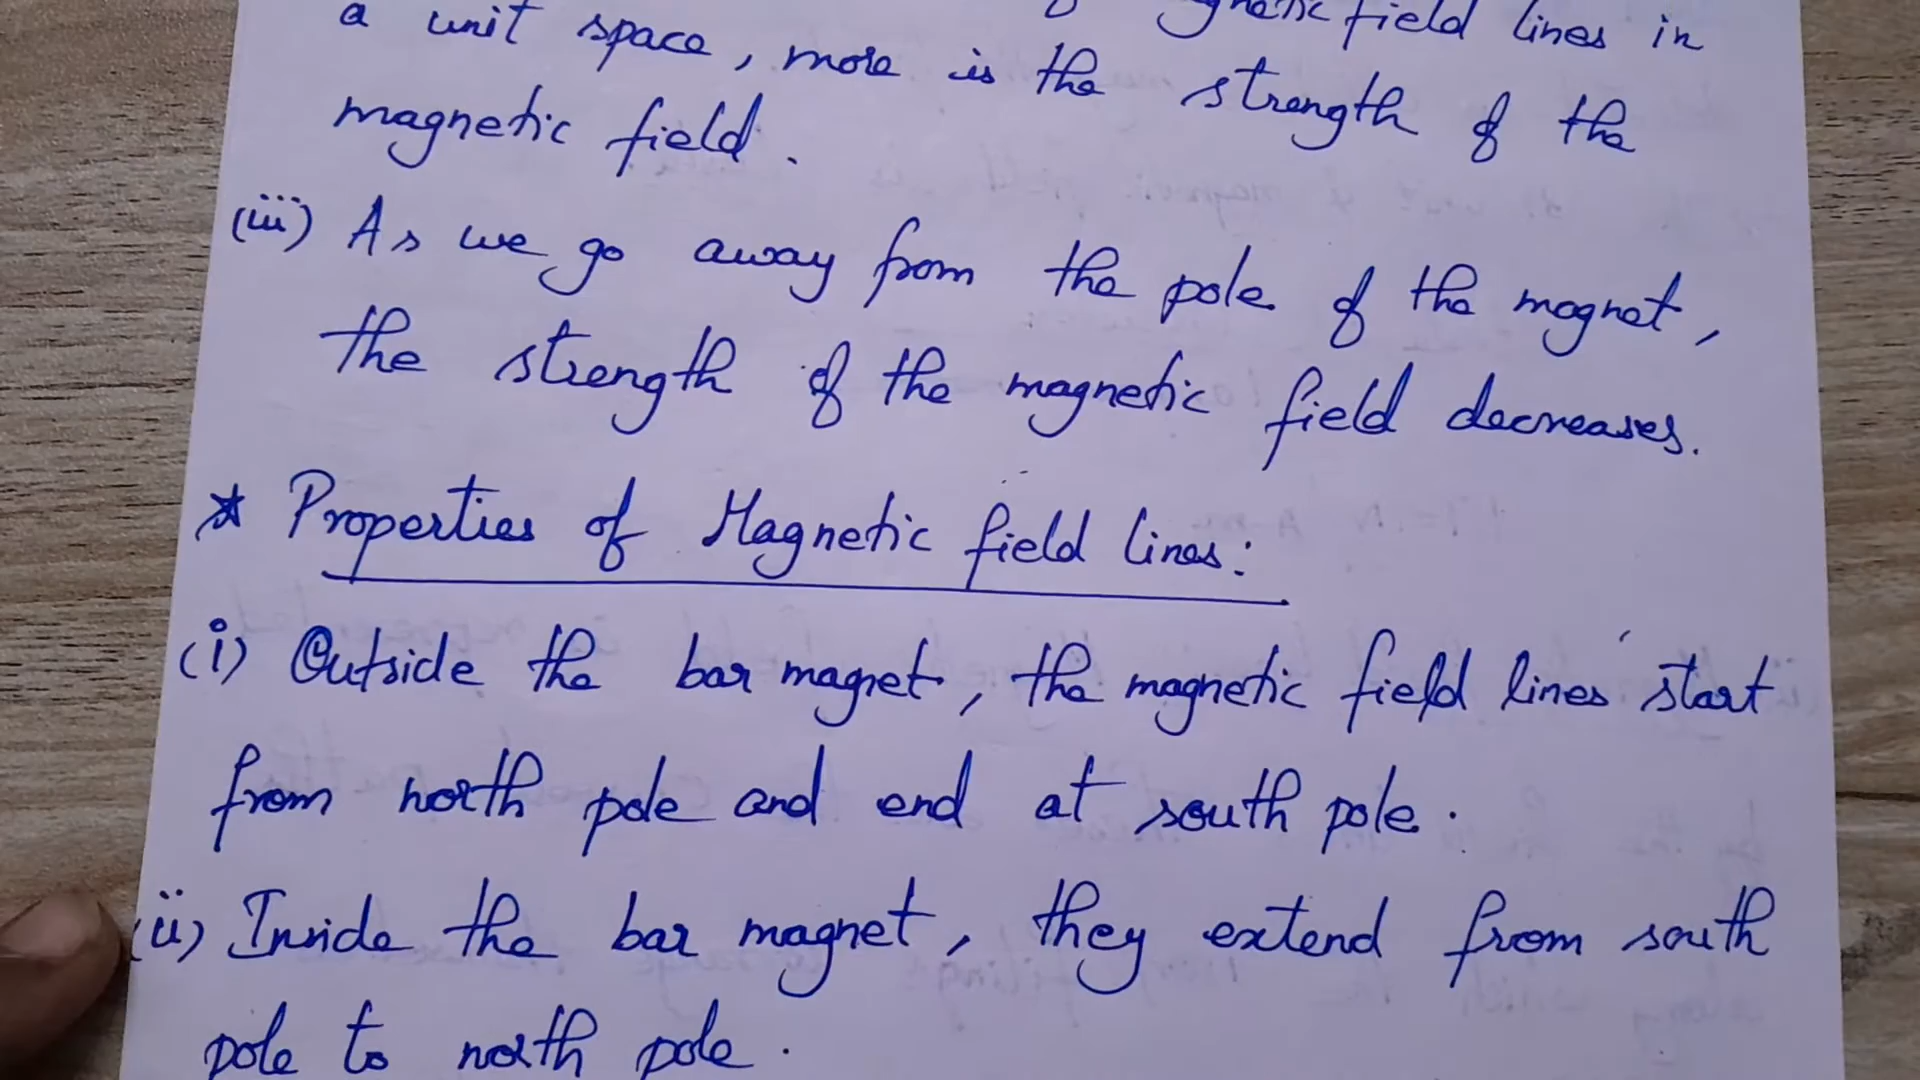 field lines in
a unit space, more is the strength of the
magnetic field.
(iii) As we go away from the pole of the magnet,
the strength of the magnetic field decreases.
* Properties of Magnetic field lines:
(i) Outside the bar magnet, the magnetic field lines start
from north pole and end at south pole.
(ii) Inside the bar magnet, they extend from south
pole to north pole.